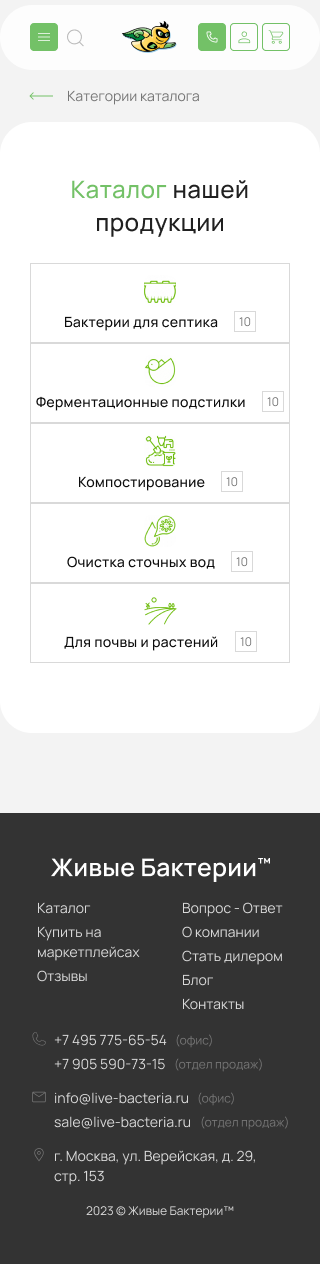 Категории каталога
Каталог нашей
продукции
Бактерии для септика 10
Ферментационные подстилки 10
Компостирование 10
Очистка сточных вод 10
Для почвы и растений 10
Живые Бактерии™
Каталог
Купить на
маркетплейсах
Отзывы
Вопрос - Ответ
О компании
Стать дилером
Блог
Контакты
+7 495 775-65-54 (офис)
+7 905 590-73-15 (отдел продаж)
info@live-bacteria.ru (офис)
sale@live-bacteria.ru (отдел продаж)
г. Москва, ул. Верейская, д. 29,
стр. 153
2023 © Живые Бактерии™